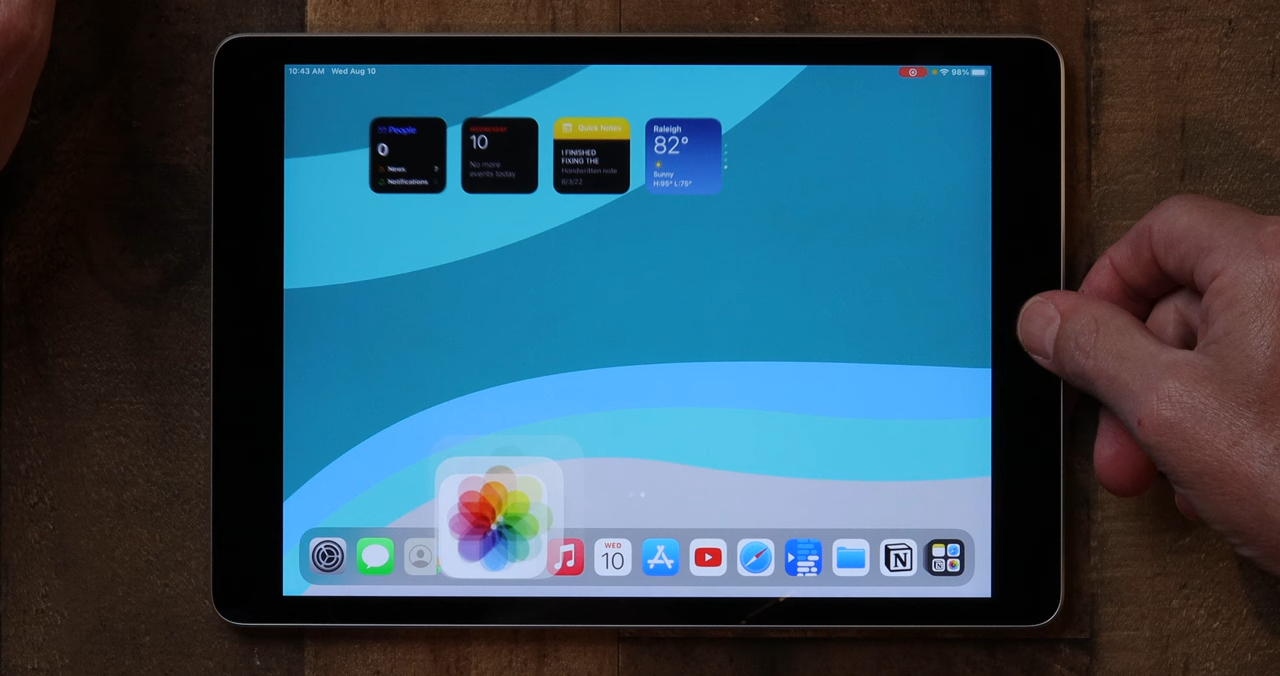 10:43 AM Wed Aug 10
98%
People
0
News
Notifications
WEDNESDAY
10
No more
events today
Quick Notes
I FINISHED
FIXING THE
Handwritten note
8/3/22
Raleigh
82°
Sunny
H:95° L:75°
WED
10